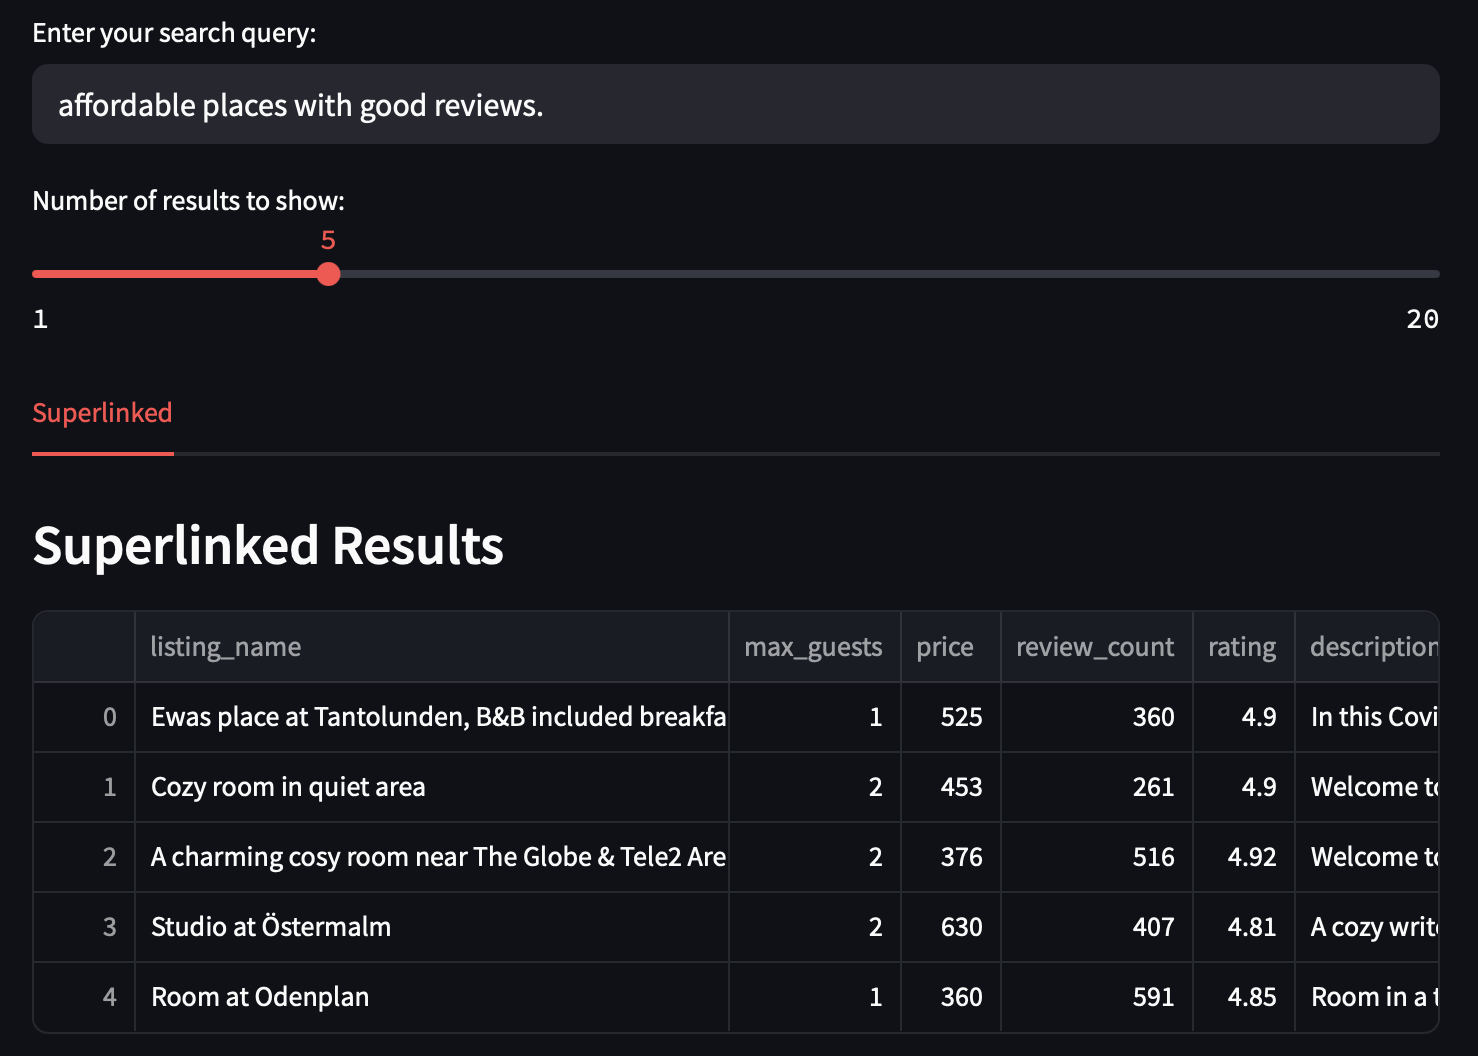 Enter your search query:
affordable places with good reviews.
Number of results to show:
5
1 20
Superlinked
Superlinked Results
listing_name max_guests price review_count rating description
0 Ewas place at Tantolunden, B&B included breakfa 1 525 360 4.9 In this Covi
1 Cozy room in quiet area 2 453 261 4.9 Welcome to
2 A charming cosy room near The Globe & Tele2 Are 2 376 516 4.92 Welcome to
3 Studio at Östermalm 2 630 407 4.81 A cozy write
4 Room at Odenplan 1 360 591 4.85 Room in a t